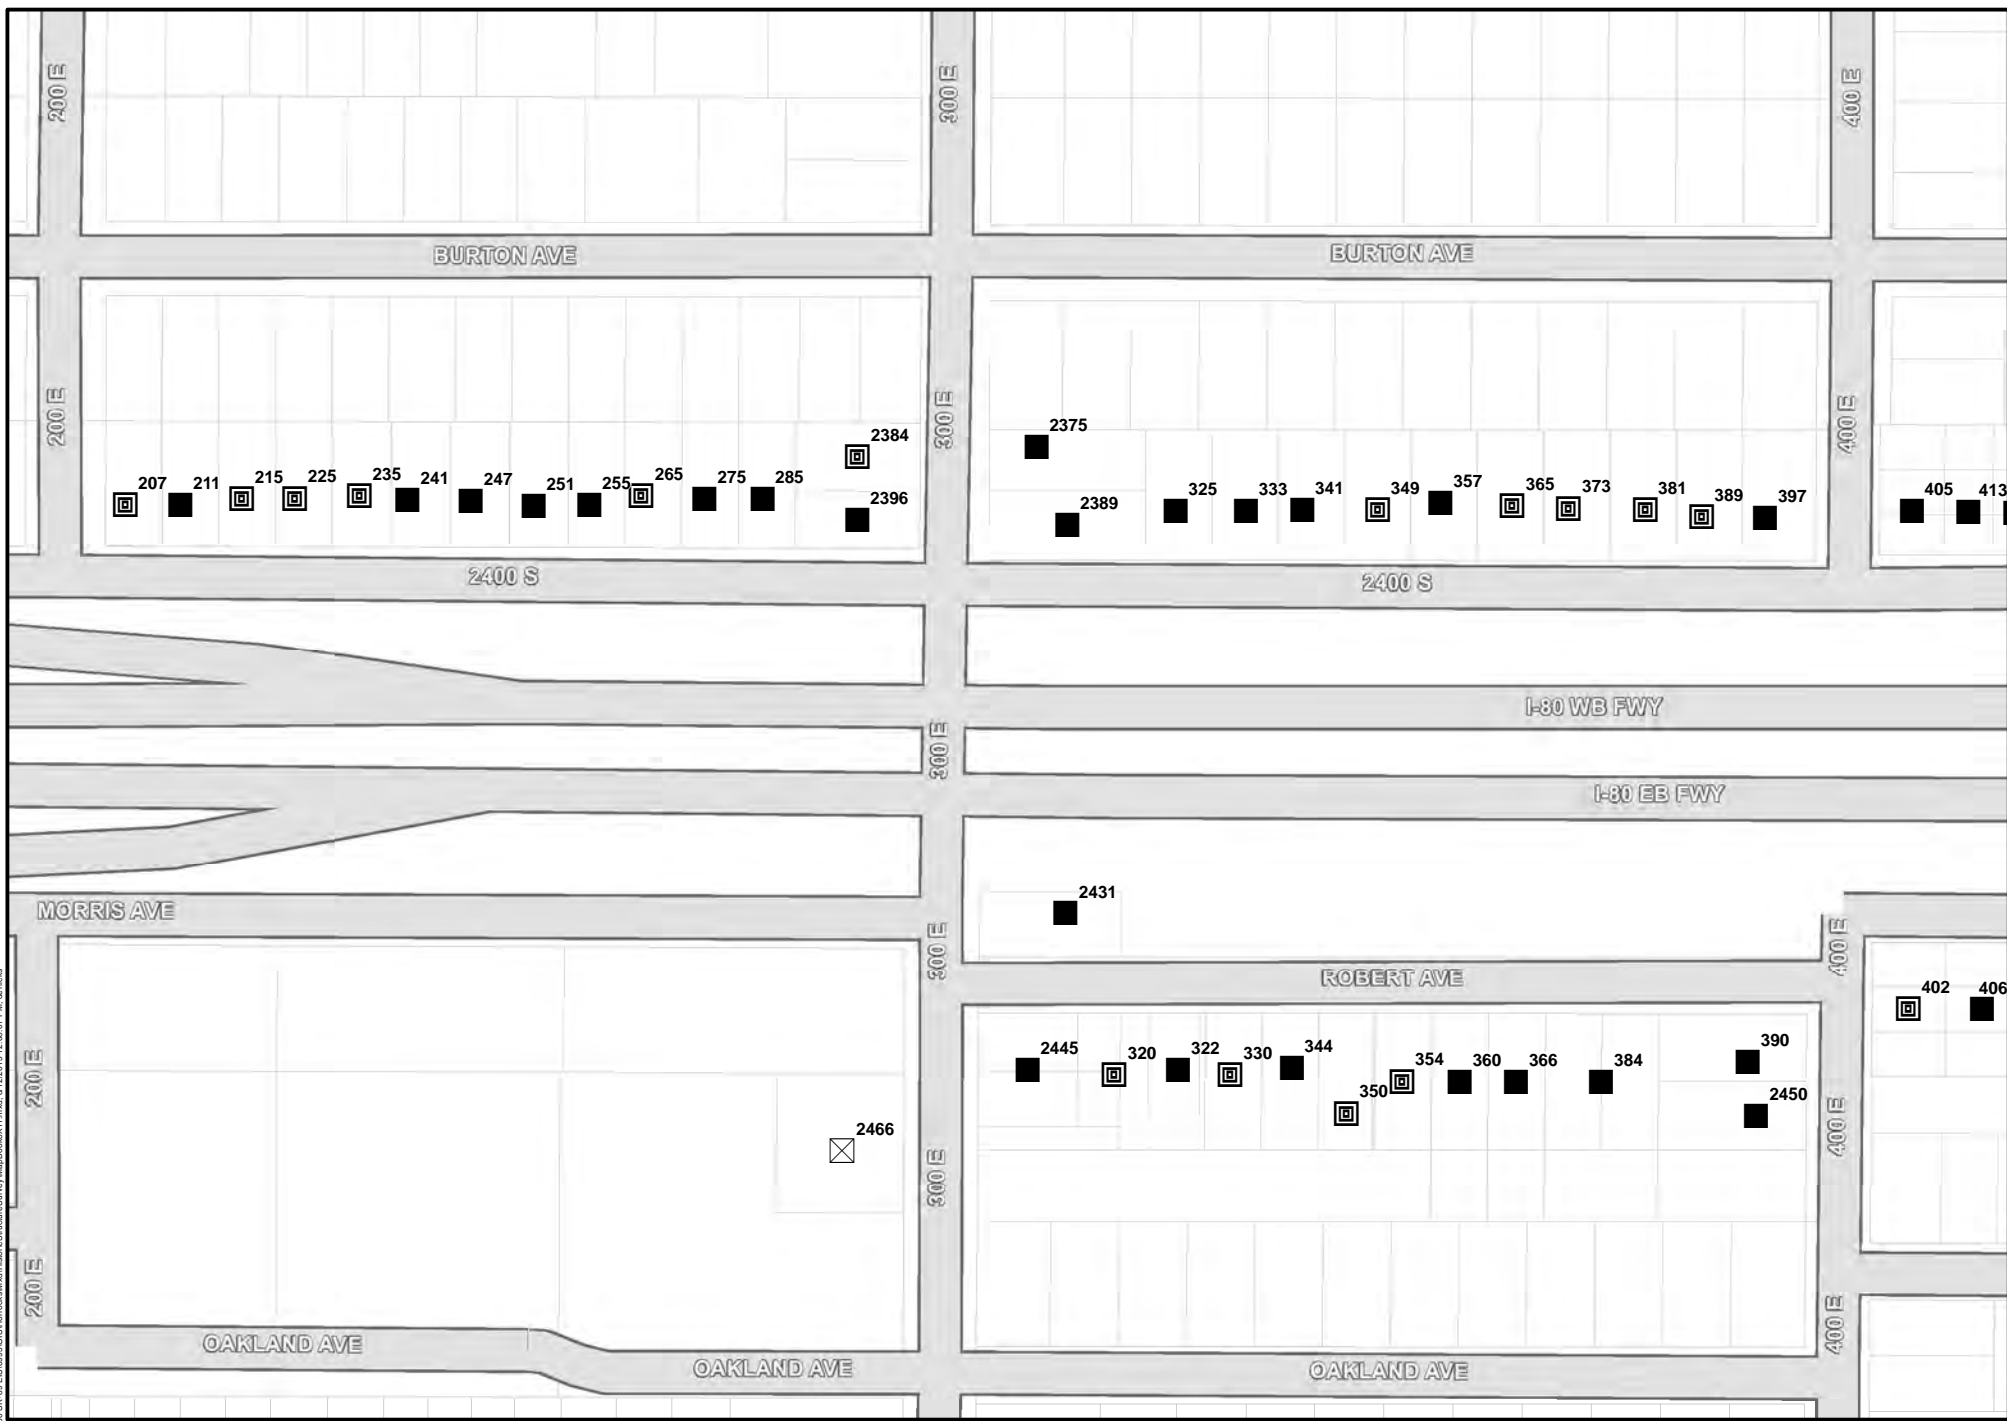 200 E
300 E
400 E
BURTON AVE
BURTON AVE
200 E
300 E
400 E
2384
2375
207
211
215
225
235
241
247
251
255
265
275
285
2396
2389
325
333
341
349
357
365
373
381
389
397
405
413
2400 S
2400 S
I-80 WB FWY
300 E
I-80 EB FWY
2431
MORRIS AVE
300 E
400 E
ROBERT AVE
402
406
200 E
2445
320
322
330
344
350
354
360
366
384
390
2450
2466
300 E
400 E
200 E
400 E
OAKLAND AVE
OAKLAND AVE
OAKLAND AVE